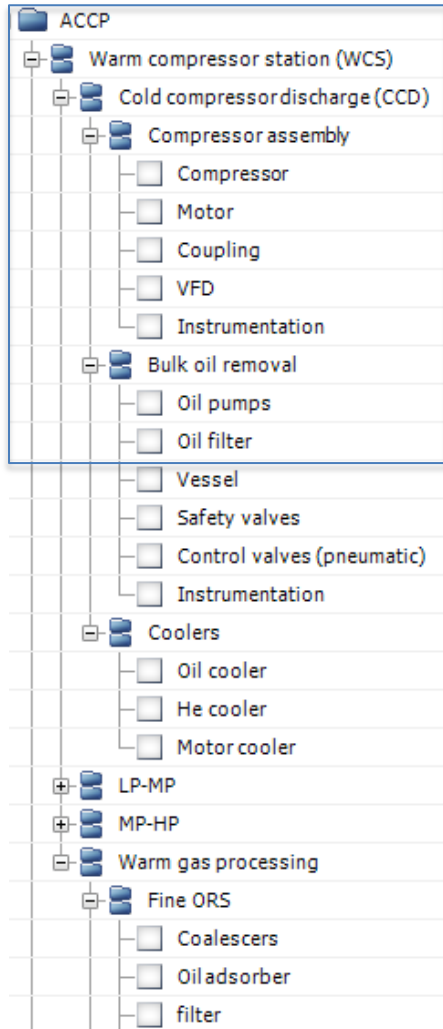 ACCP
Warm compressor station (WCS)
Cold compressor discharge (CCD)
Compressor assembly
Compressor
Motor
Coupling
VFD
Instrumentation
Bulk oil removal
Oil pumps
Oil filter
Vessel
Safety valves
Control valves (pneumatic)
Instrumentation
Coolers
Oil cooler
He cooler
Motor cooler
LP-MP
MP-HP
Warm gas processing
Fine ORS
Coalescers
Oil adsorber
filter